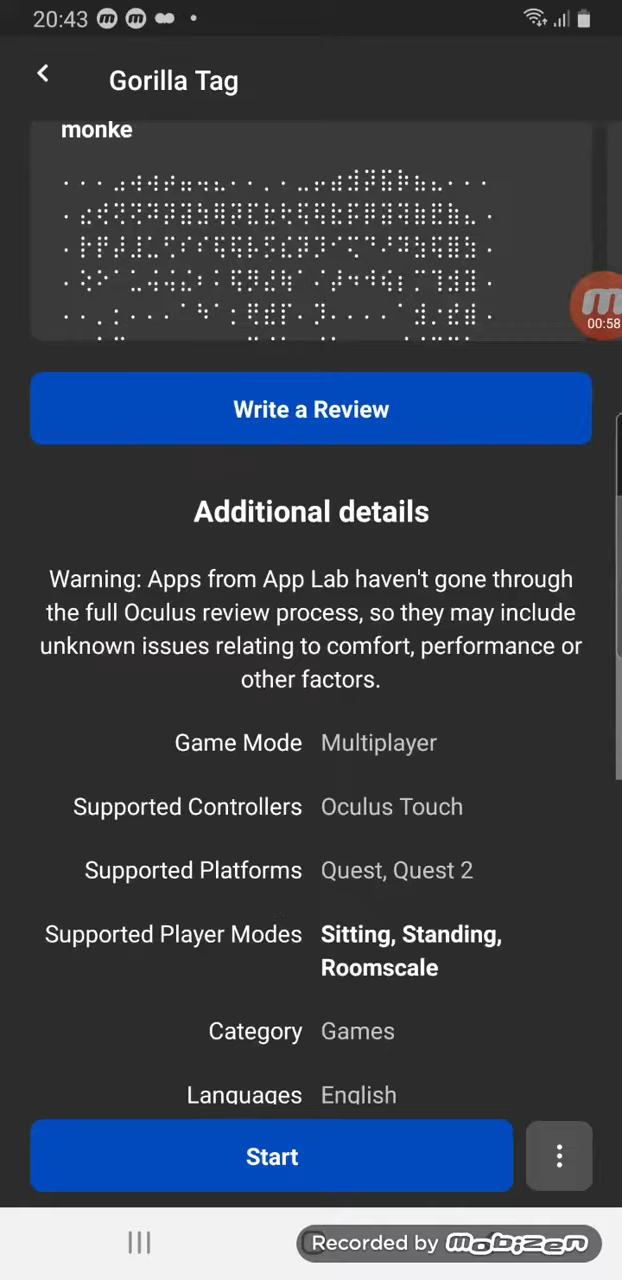 20:43
Gorilla Tag
monke
00:58
Write a Review
Additional details
Warning: Apps from App Lab haven't gone through
the full Oculus review process, so they may include
unknown issues relating to comfort, performance or
other factors.
Game Mode Multiplayer
Supported Controllers Oculus Touch
Supported Platforms Quest, Quest 2
Supported Player Modes Sitting, Standing,
Roomscale
Category Games
Languages English
Start
Recorded by mobizen